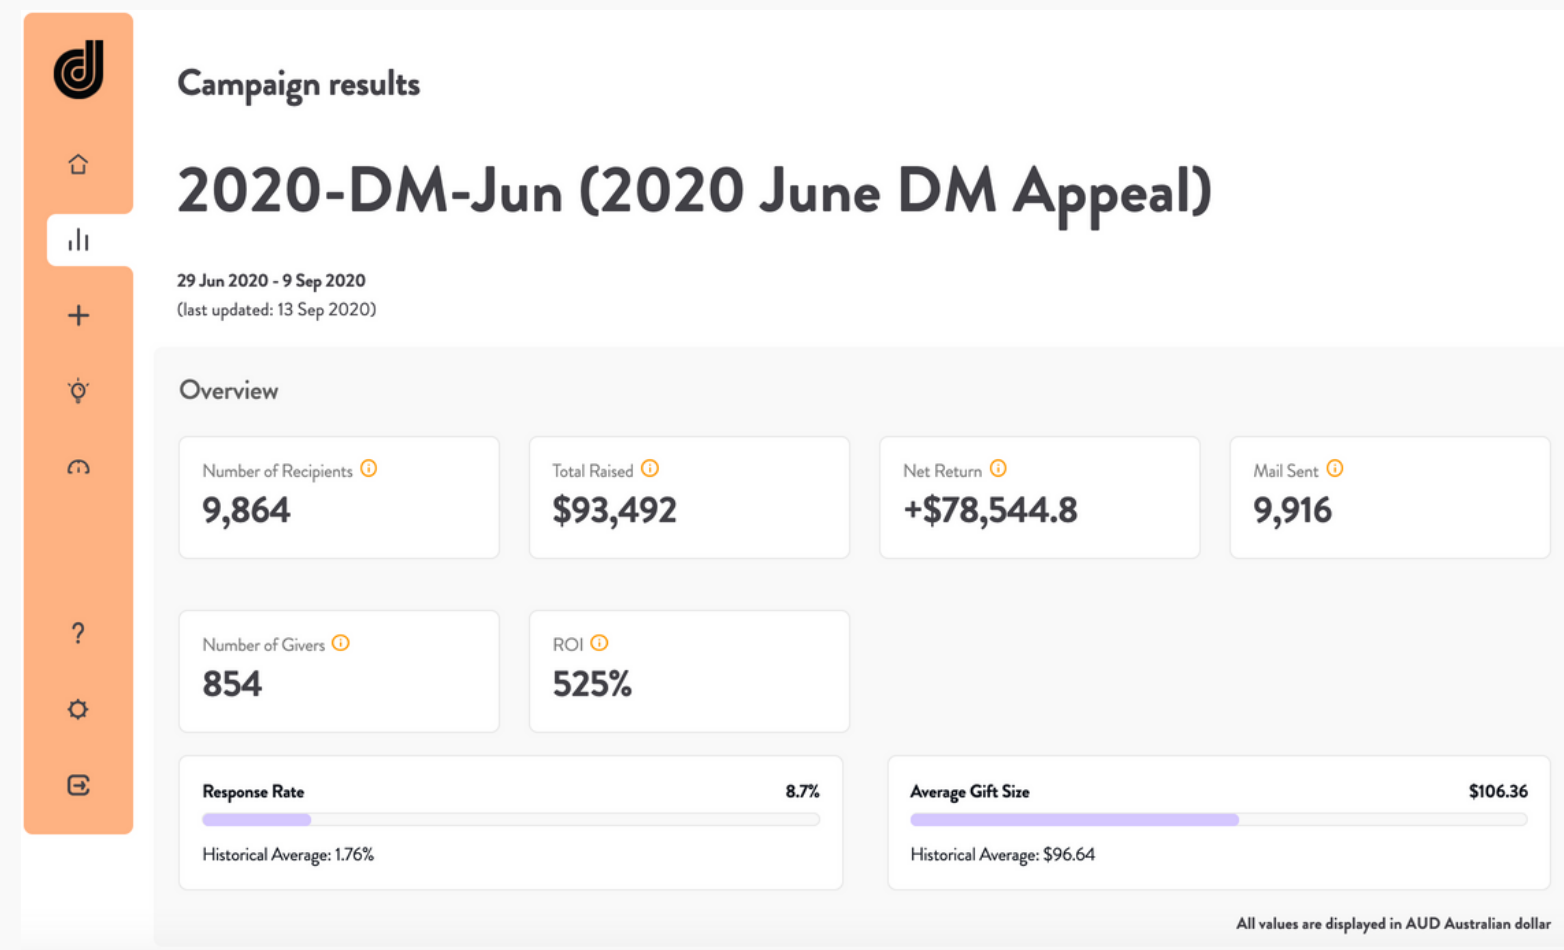 Campaign results
2020-DM-Jun (2020 June DM Appeal)
29 Jun 2020 - 9 Sep 2020
(last updated: 13 Sep 2020)
Overview
Number of Recipients
9,864
Total Raised
$93,492
Net Return
+$78,544.8
Mail Sent
9,916
Number of Givers
854
ROI
525%
Response Rate 8.7%
Historical Average: 1.76%
Average Gift Size $106.36
Historical Average: $96.64
All values are displayed in AUD Australian dollar